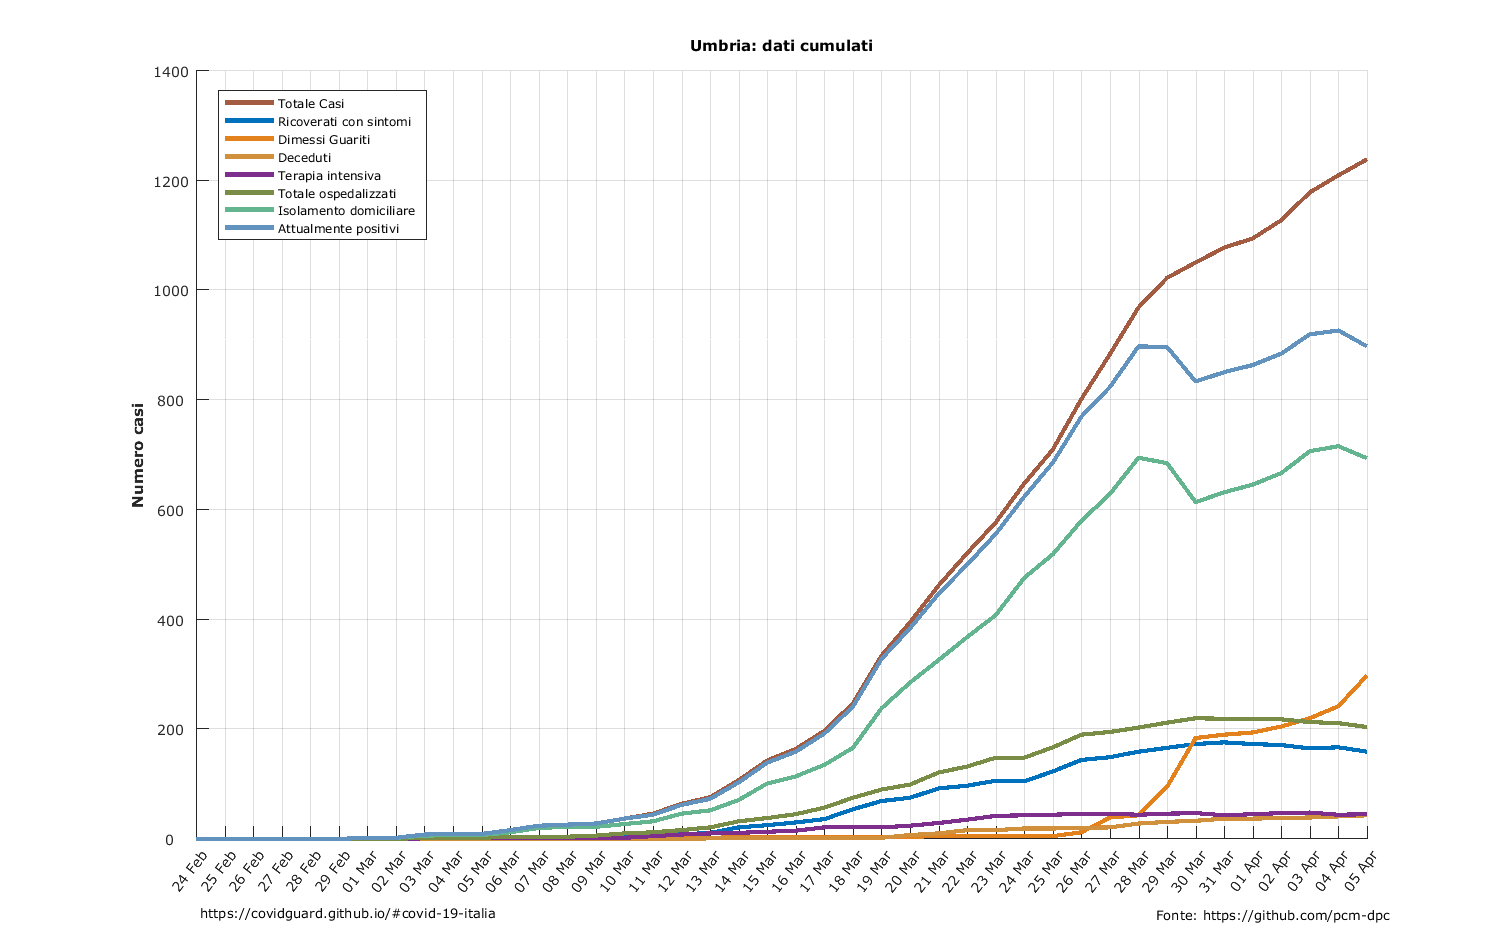 Umbria: dati cumulati
1400
1200
1000
800
600
400
200
0
Numero casi
Totale Casi
Ricoverati con sintomi
Dimessi Guariti
Deceduti
Terapia intensiva
Totale ospedalizzati
Isolamento domiciliare
Attualmente positivi
24 Feb
25 Feb
26 Feb
27 Feb
28 Feb
29 Feb
01 Mar
02 Mar
03 Mar
04 Mar
05 Mar
06 Mar
07 Mar
08 Mar
09 Mar
10 Mar
11 Mar
12 Mar
13 Mar
14 Mar
15 Mar
16 Mar
17 Mar
18 Mar
19 Mar
20 Mar
21 Mar
22 Mar
23 Mar
24 Mar
25 Mar
26 Mar
27 Mar
28 Mar
29 Mar
30 Mar
31 Mar
01 Apr
02 Apr
03 Apr
04 Apr
05 Apr
https://covidguard.github.io/#covid-19-italia
Fonte: https://github.com/pcm-dpc